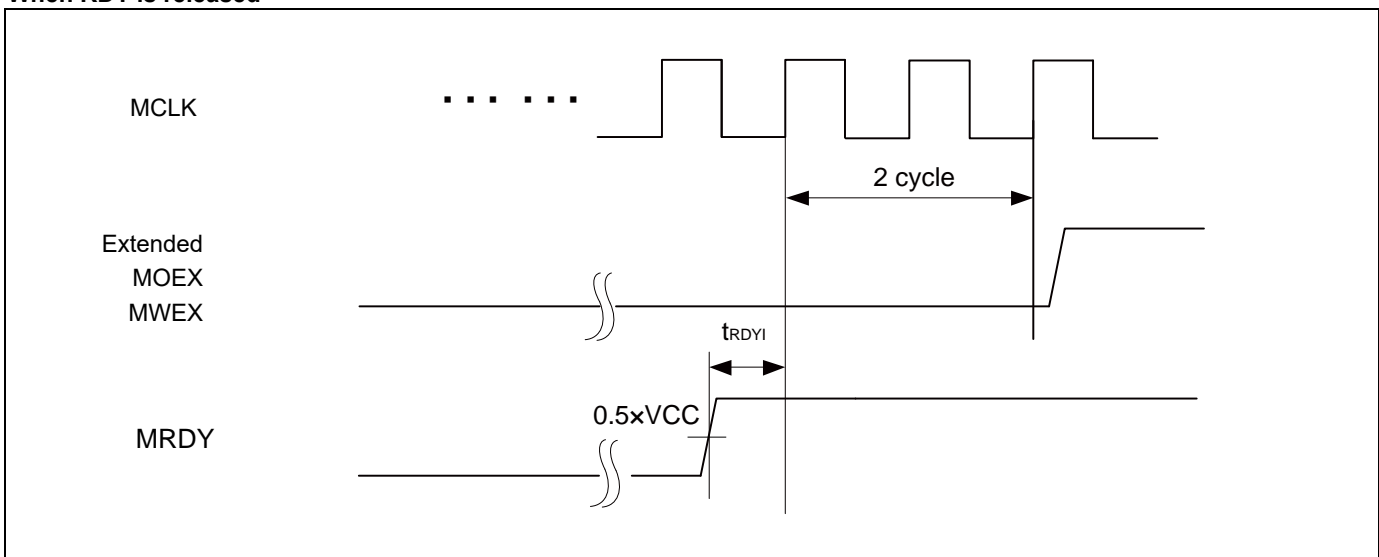 When RDY is released
MCLK
2 cycle
Extended
MOEX
MWEX
tRDYI
0.5×VCC
MRDY